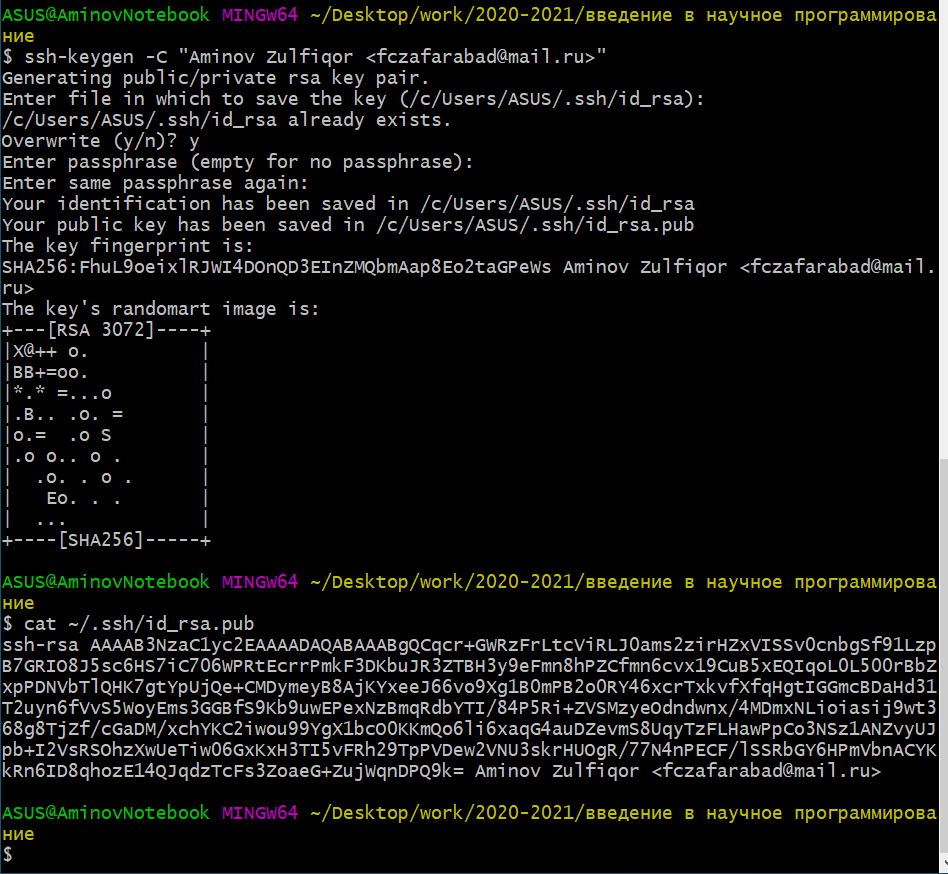 ASUS@AminovNotebook MINGW64 ~/Desktop/work/2020-2021/введение в научное программирова
ние
$ ssh-keygen -C "Aminov Zulfiqor <fczafarabad@mail.ru>"
Generating public/private rsa key pair.
Enter file in which to save the key (/c/Users/ASUS/.ssh/id_rsa):
/c/Users/ASUS/.ssh/id_rsa already exists.
Overwrite (y/n)? y
Enter passphrase (empty for no passphrase):
Enter same passphrase again:
Your identification has been saved in /c/Users/ASUS/.ssh/id_rsa
Your public key has been saved in /c/Users/ASUS/.ssh/id_rsa.pub
The key fingerprint is:
SHA256:FhuL9oeixlRJWI4DOnQD3EInZMQbmAap8Eo2taGPeWs Aminov Zulfiqor <fczafarabad@mail.
ru>
The key's randomart image is:
+---[RSA 3072]----+
|X@++ o.          |
|BB+=oo.          |
|*.* =...o        |
|.B.. .o. =       |
|o.=  .o S        |
|.o o.. o .       |
|  .o. . o .      |
|   Eo. . .       |
|  ...            |
+----[SHA256]-----+
ASUS@AminovNotebook MINGW64 ~/Desktop/work/2020-2021/введение в научное программирова
ние
$ cat ~/.ssh/id_rsa.pub
ssh-rsa AAAAB3NzaC1yc2EAAAADAQABAAABgQCqcr+GWRzFrLtcViRLJ0ams2zirHZxVISSv0cnbgSf91Lzp
B7GRIO8J5sc6HS7iC7O6WPRtEcrrPmkF3DKbuJR3ZTBH3y9eFmn8hPZCfmn6cvx19CuB5xEQIqoL0L500rBbZ
xpPDNVbTlQHK7gtYpUjQe+CMDymeyB8AjKYxeeJ66vo9Xg1B0mPB2o0RY46xcrTxkvfXfqHgtIGGmcBDaHd31
T2uyn6fVvS5WoyEms3GGBfS9Kb9uwEPexNzBmqRdbYTI/84P5Ri+ZVSMzyeOdndwnx/4MDmxNLioiasij9wt3
68g8TjZf/cGaDM/xchYKC2iwou99YgX1bcO0KKmQo6li6xaqG4auDZevmS8UqyTzFLHawPpCo3NSz1ANZvyUJ
pb+I2VsRSOhzXwUeTiw06GxKxH3TI5vFRh29TpPVDew2VNU3skrHUOgR/77N4nPECF/lSSRbGY6HPmVbnACYK
kRn6ID8qhozE14QJqdzTcFs3ZoaeG+ZujWqnDPQ9k= Aminov Zulfiqor <fczafarabad@mail.ru>
ASUS@AminovNotebook MINGW64 ~/Desktop/work/2020-2021/введение в научное программирова
ние
$